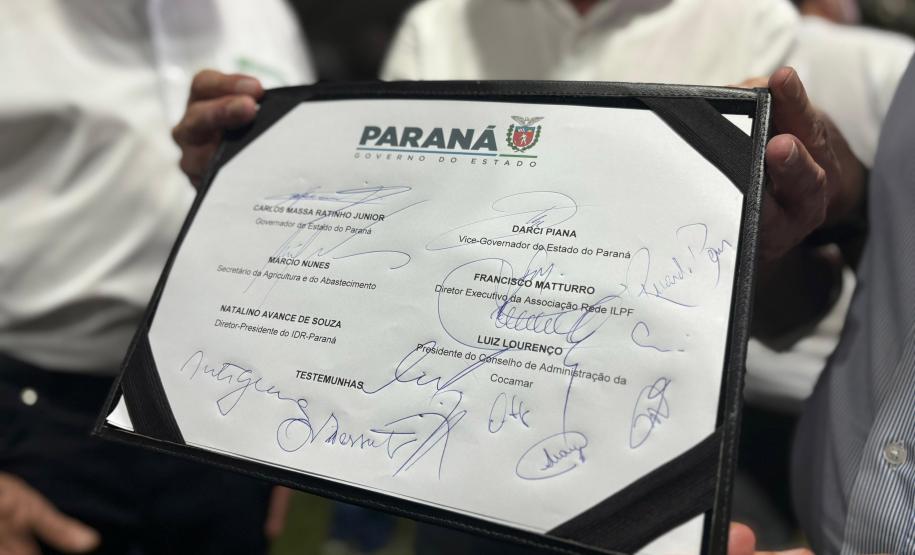 PARANÁ
GOVERNO DO ESTADO
CARLOS MASSA RATINHO JUNIOR
Governador do Estado do Paraná
DARCI PIANA
Vice-Governador do Estado do Paraná
MARCIO NUNES
Secretário da Agricultura e do Abastecimento
FRANCISCO MATTURRO
Diretor Executivo da Associação Rede ILPF
NATALINO AVANCE DE SOUZA
Diretor-Presidente do IDR-Paraná
LUIZ LOURENÇO
Presidente do Conselho de Administração da
Cocamar
TESTEMUNHAS